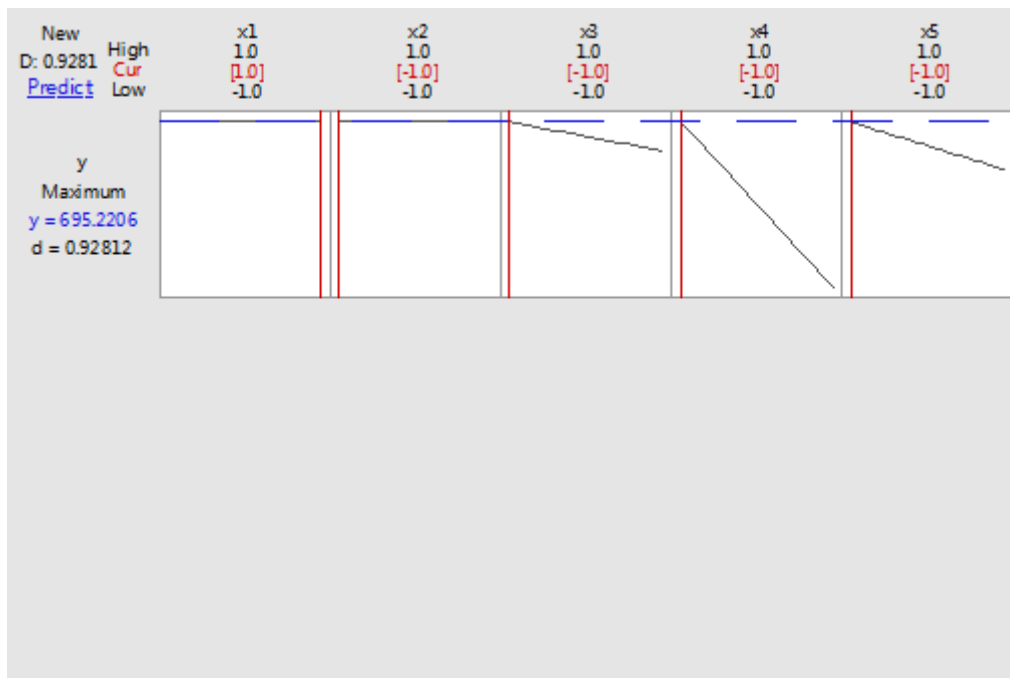 New
D: 0.9281
Predict
High
Cur
Low
x1
1.0
[1.0]
-1.0
x2
1.0
[-1.0]
-1.0
x3
1.0
[-1.0]
-1.0
x4
1.0
[-1.0]
-1.0
x5
1.0
[-1.0]
-1.0
y
Maximum
y = 695.2206
d = 0.92812